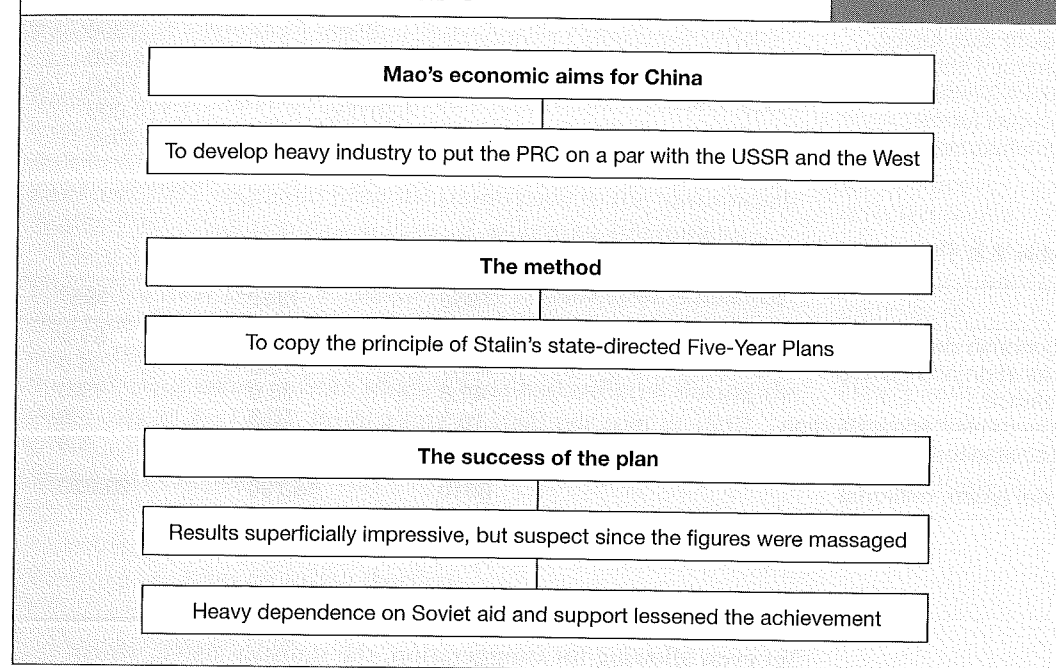 Mao's economic aims for China
To develop heavy industry to put the PRC on a par with the USSR and the West
The method
To copy the principle of Stalin's state-directed Five-Year Plans
The success of the plan
Results superficially impressive, but suspect since the figures were massaged
Heavy dependence on Soviet aid and support lessened the achievement